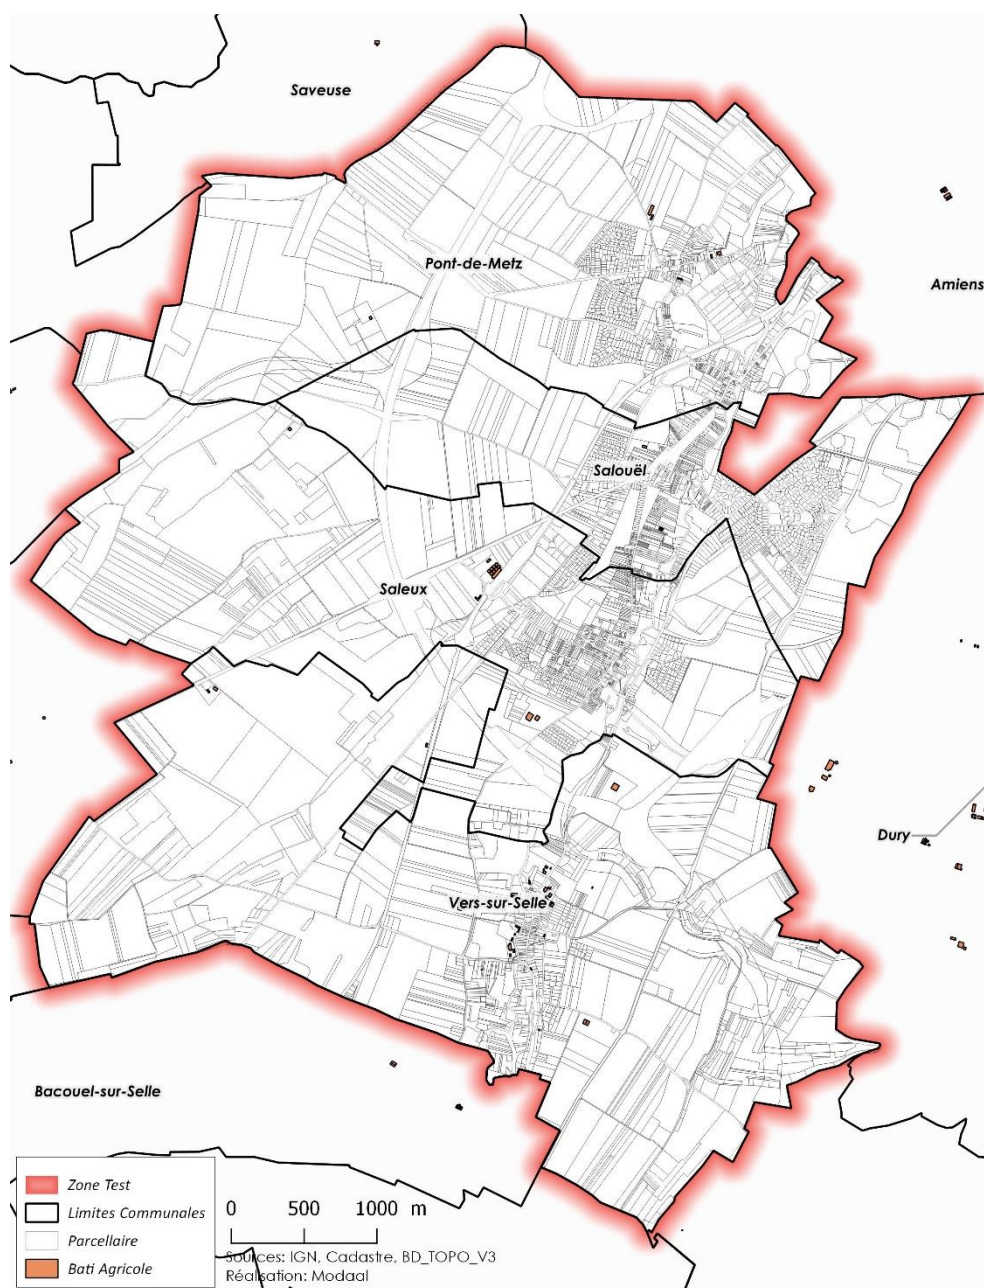 Saveuse
Pont-de-Metz
Amiens
Salouël
Saleux
Dury
Vers-sur-Selle
Bacouel-sur-Selle
Zone Test
Limites Communales
Parcellaire
Bati Agricole
0 500 1000 m
Sources: IGN, Cadastre, BD_TOPO_V3
Réalisation: Modaal